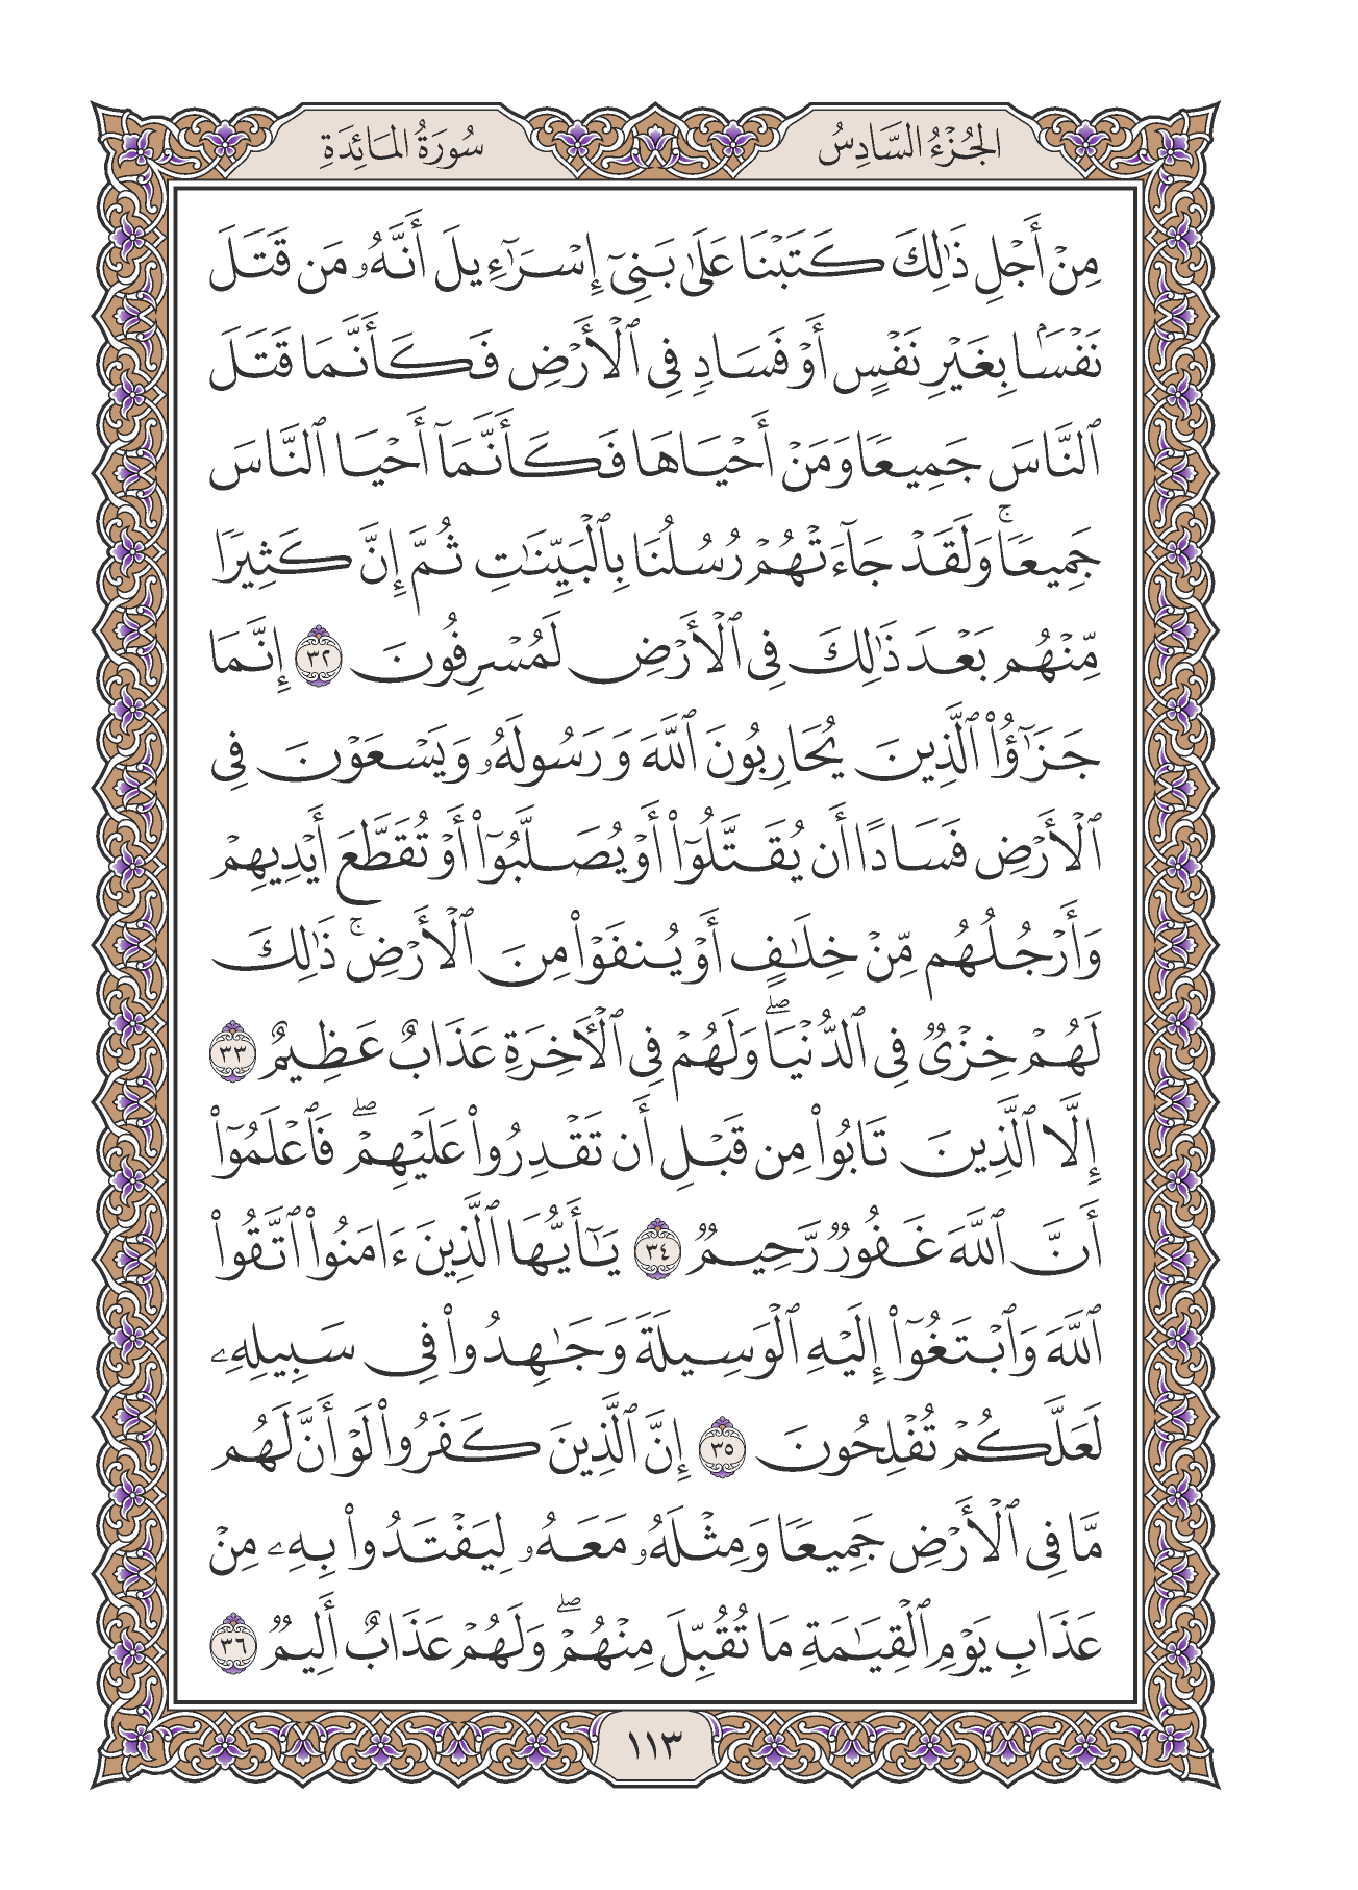 الجُزْءُ السَّادِسُ
سُورَةُ المَائِدَةِ
مِنْ أَجْلِ ذَٰلِكَ كَتَبْنَا عَلَىٰ بَنِىٓ إِسْرَٰٓءِيلَ أَنَّهُۥ مَن قَتَلَ
نَفْسًۢا بِغَيْرِ نَفْسٍ أَوْ فَسَادٍ فِى ٱلْأَرْضِ فَكَأَنَّمَا قَتَلَ
ٱلنَّاسَ جَمِيعًا وَمَنْ أَحْيَاهَا فَكَأَنَّمَآ أَحْيَا ٱلنَّاسَ
جَمِيعًا ۚ وَلَقَدْ جَآءَتْهُمْ رُسُلُنَا بِٱلْبَيِّنَٰتِ ثُمَّ إِنَّ كَثِيرًا
مِّنْهُم بَعْدَ ذَٰلِكَ فِى ٱلْأَرْضِ لَمُسْرِفُونَ ٣٢ إِنَّمَا
جَزَٰٓؤُا۟ ٱلَّذِينَ يُحَارِبُونَ ٱللَّهَ وَرَسُولَهُۥ وَيَسْعَوْنَ فِى
ٱلْأَرْضِ فَسَادًا أَن يُقَتَّلُوٓا۟ أَوْ يُصَلَّبُوٓا۟ أَوْ تُقَطَّعَ أَيْدِيهِمْ
وَأَرْجُلُهُم مِّنْ خِلَٰفٍ أَوْ يُنفَوْا۟ مِنَ ٱلْأَرْضِ ۚ ذَٰلِكَ
لَهُمْ خِزْىٌ فِى ٱلدُّنْيَا ۖ وَلَهُمْ فِى ٱلْأَخِرَةِ عَذَابٌ عَظِيمٌ ٣٣
إِلَّا ٱلَّذِينَ تَابُوا۟ مِن قَبْلِ أَن تَقْدِرُوا۟ عَلَيْهِمْ ۖ فَٱعْلَمُوٓا۟
أَنَّ ٱللَّهَ غَفُورٌ رَّحِيمٌ ٣٤ يَٰٓأَيُّهَا ٱلَّذِينَ ءَامَنُوا۟ ٱتَّقُوا۟
ٱللَّهَ وَٱبْتَغُوٓا۟ إِلَيْهِ ٱلْوَسِيلَةَ وَجَٰهِدُوا۟ فِى سَبِيلِهِۦ
لَعَلَّكُمْ تُفْلِحُونَ ٣٥ إِنَّ ٱلَّذِينَ كَفَرُوا۟ لَوْ أَنَّ لَهُم
مَّا فِى ٱلْأَرْضِ جَمِيعًا وَمِثْلَهُۥ مَعَهُۥ لِيَفْتَدُوا۟ بِهِۦ مِنْ
عَذَابِ يَوْمِ ٱلْقِيَٰمَةِ مَا تُقُبِّلَ مِنْهُمْ ۖ وَلَهُمْ عَذَابٌ أَلِيمٌ ٣٦
١١٣